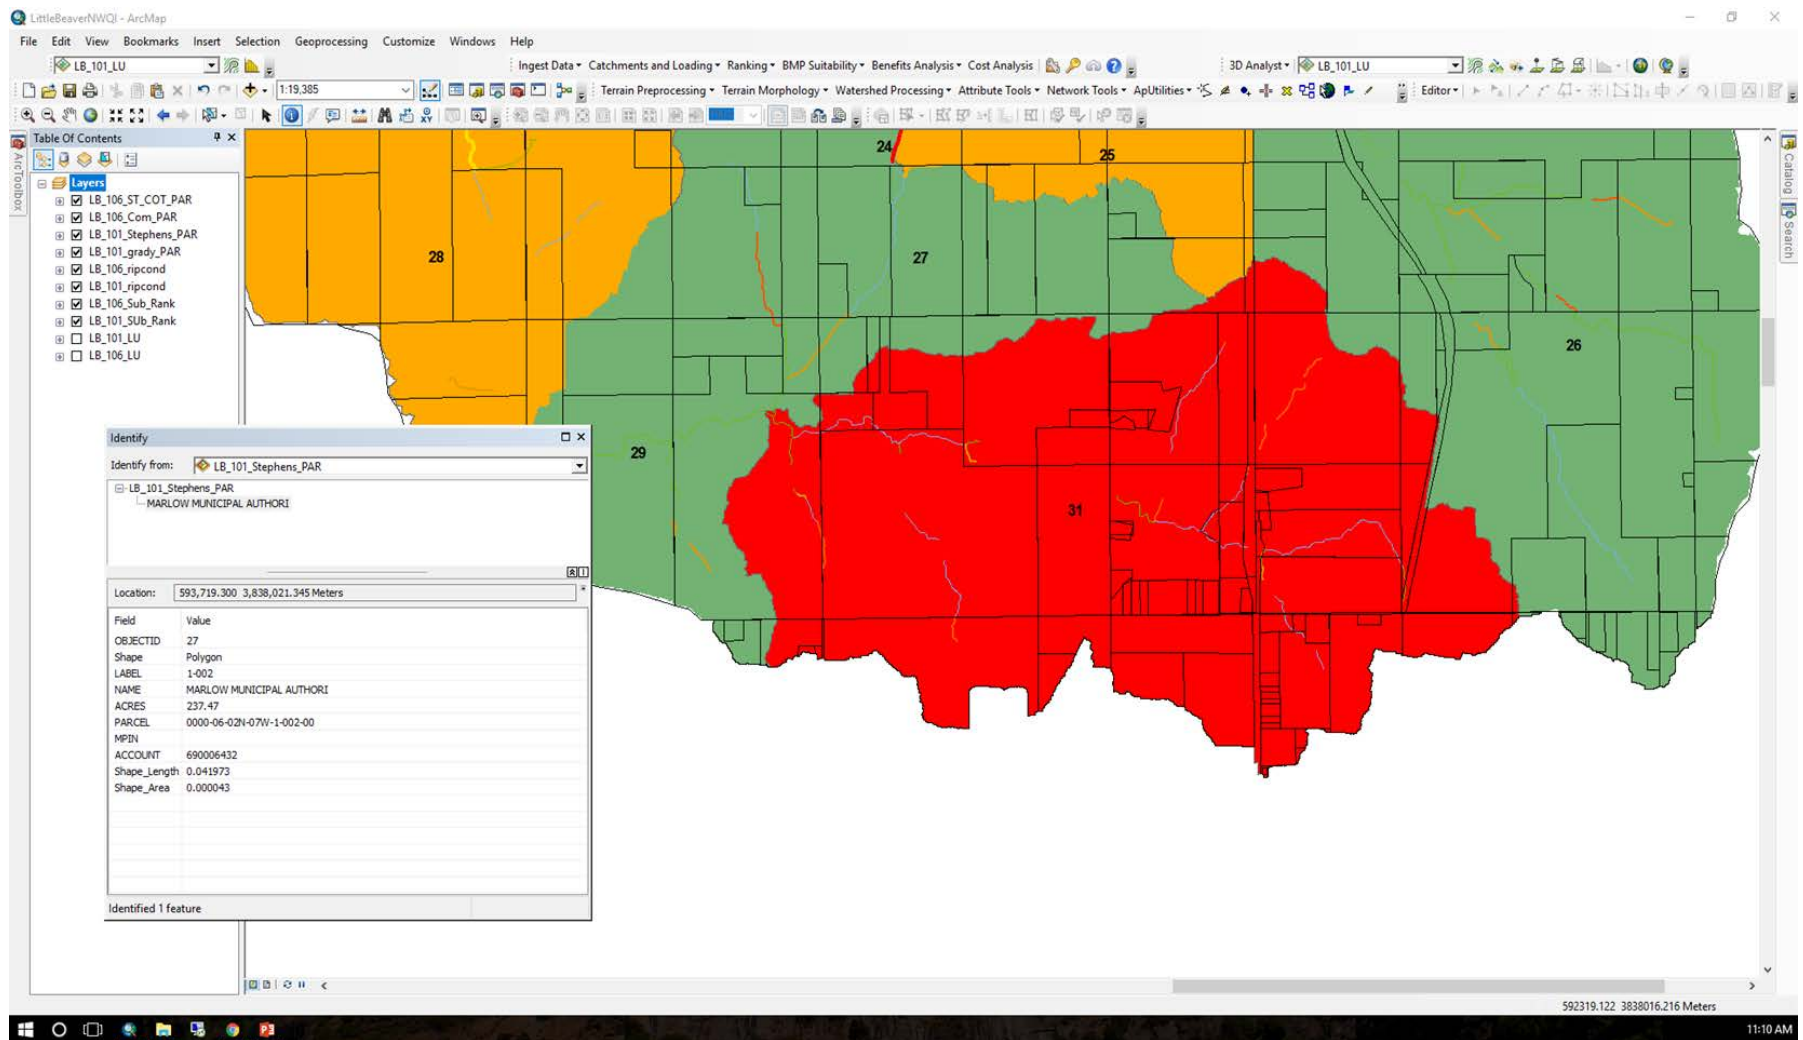 LittleBeaverNWQI - ArcMap
File Edit View Bookmarks Insert Selection Geoprocessing Customize Windows Help
LB_101_LU Ingest Data Catchments and Loading Ranking BMP Suitability Benefits Analysis Cost Analysis 3D Analyst LB_101_LU
1:19,385 Terrain Preprocessing Terrain Morphology Watershed Processing Attribute Tools Network Tools ApUtilities Editor
Table Of Contents
ArcToolbox
Layers
LB_106_ST_COT_PAR
LB_106_Com_PAR
LB_101_Stephens_PAR
LB_101_grady_PAR
LB_106_ripcond
LB_101_ripcond
LB_106_Sub_Rank
LB_101_SUb_Rank
LB_101_LU
LB_106_LU
24
25
28
27
26
29
31
Catalog
Search
Identify
Identify from: LB_101_Stephens_PAR
LB_101_Stephens_PAR
MARLOW MUNICIPAL AUTHORI
Location: 593,719.300 3,838,021.345 Meters
Field Value
OBJECTID 27
Shape Polygon
LABEL 1-002
NAME MARLOW MUNICIPAL AUTHORI
ACRES 237.47
PARCEL 0000-06-02N-07W-1-002-00
MPIN
ACCOUNT 690006432
Shape_Length 0.041973
Shape_Area 0.000043
Identified 1 feature
592319.122 3838016.216 Meters
11:10 AM